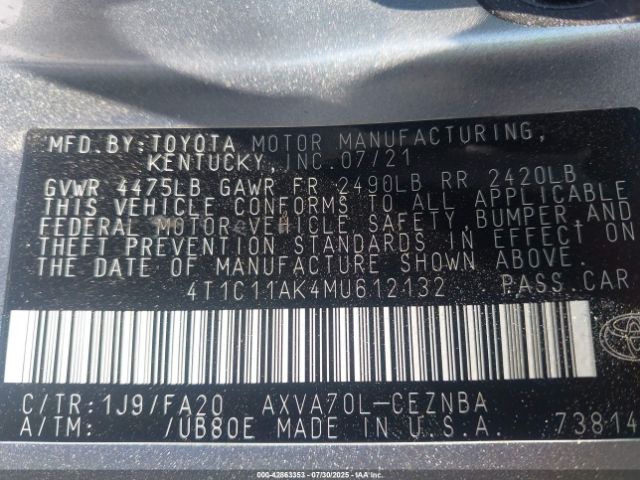 MFD.BY:TOYOTA MOTOR MANUFACTURING,
KENTUCKY, INC. 07/21
GVWR 4475LB GAWR FR 2490LB RR 2420LB
THIS VEHICLE CONFORMS TO ALL APPLICABLE
FEDERAL MOTOR VEHICLE SAFETY, BUMPER, AND
THEFT PREVENTION STANDARDS IN EFFECT ON
THE DATE OF MANUFACTURE SHOWN ABOVE.
4T1C11AK4MU612132 PASS.CAR
C/TR:1J9/FA20 AXVA70L-CEZNBA
A/TM: /UB80E MADE IN U.S.A. 73814
000-42863353 - 07/30/2025 - IAAI.COM